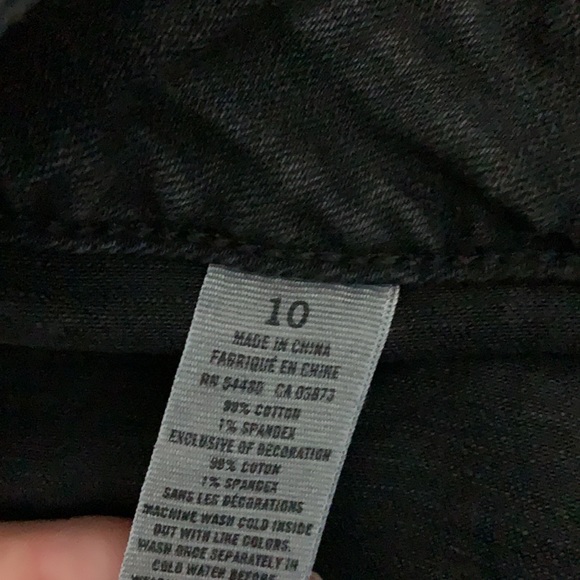 10
MADE IN CHINA
FABRIQUÉ EN CHINE
RN 54480 CA 03873
99% COTTON
1% SPANDEX
EXCLUSIVE OF DECORATION
99% COTON
1% SPANDEX
SANS LES DÉCORATIONS
MACHINE WASH COLD INSIDE
OUT WITH LIKE COLORS.
WASH ONCE SEPARATELY IN
COLD WATER BEFORE